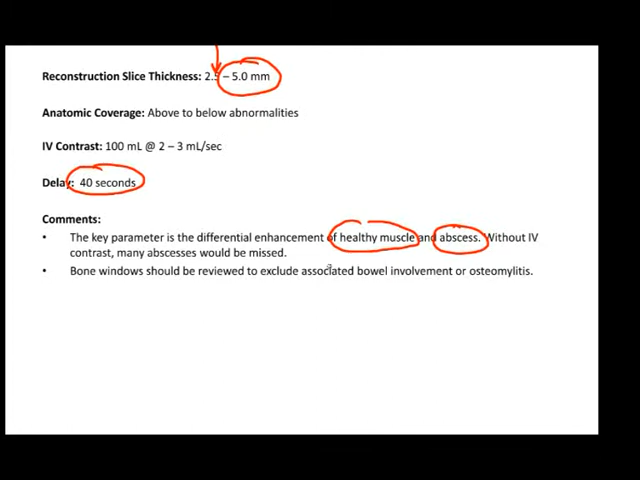 Reconstruction Slice Thickness: 2.5 – 5.0 mm
Anatomic Coverage: Above to below abnormalities
IV Contrast: 100 mL @ 2 – 3 mL/sec
Delay: 40 seconds
Comments:
• The key parameter is the differential enhancement of healthy muscle and abscess. Without IV
contrast, many abscesses would be missed.
• Bone windows should be reviewed to exclude associated bowel involvement or osteomylitis.